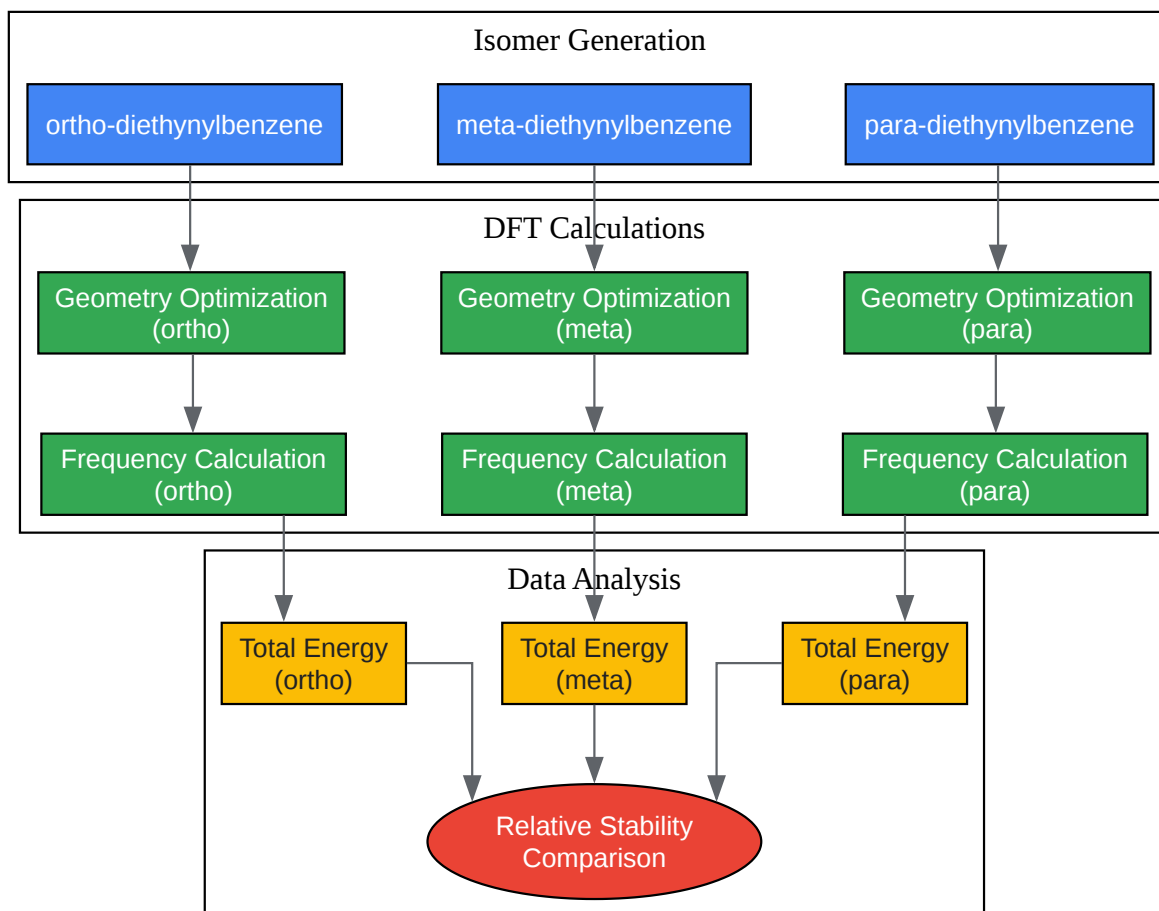 Isomer Generation
ortho-diethynylbenzene
meta-diethynylbenzene
para-diethynylbenzene
DFT Calculations
Geometry Optimization
(ortho)
Geometry Optimization
(meta)
Geometry Optimization
(para)
Frequency Calculation
(ortho)
Frequency Calculation
(meta)
Frequency Calculation
(para)
Data Analysis
Total Energy
(ortho)
Total Energy
(meta)
Total Energy
(para)
Relative Stability
Comparison